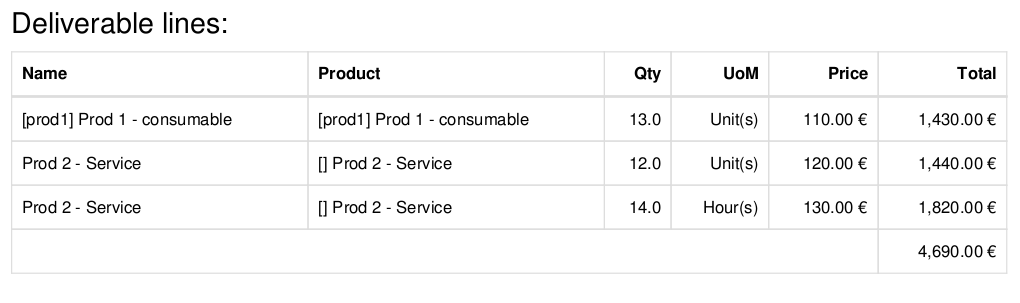 Deliverable lines:
Name Product Qty UoM Price Total
[prod1] Prod 1 - consumable [prod1] Prod 1 - consumable 13.0 Unit(s) 110.00 € 1,430.00 €
Prod 2 - Service [] Prod 2 - Service 12.0 Unit(s) 120.00 € 1,440.00 €
Prod 2 - Service [] Prod 2 - Service 14.0 Hour(s) 130.00 € 1,820.00 €
4,690.00 €